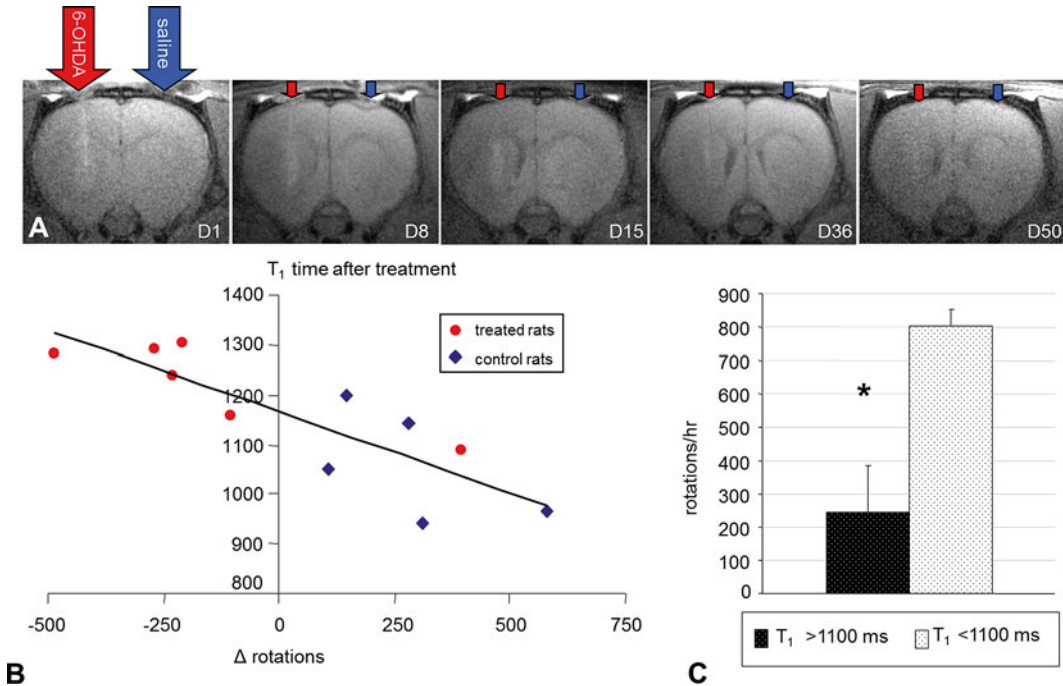 6-OHDA
saline
A
D1
D8
D15
D36
D50
T₁ time after treatment
1400
1300
1200
1100
1000
900
800
-500
-250
0
250
500
750
Δ rotations
treated rats
control rats
B
900
800
700
600
500
400
300
200
100
0
rotations/hr
*
T₁ >1100 ms
T₁ <1100 ms
C